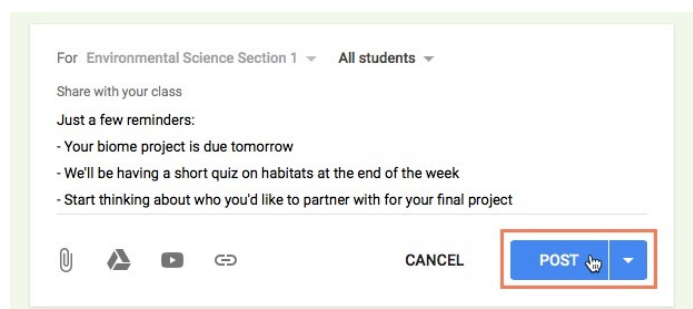 For Environmental Science Section 1 All students
Share with your class
Just a few reminders:
- Your biome project is due tomorrow
- We'll be having a short quiz on habitats at the end of the week
- Start thinking about who you'd like to partner with for your final project
CANCEL POST